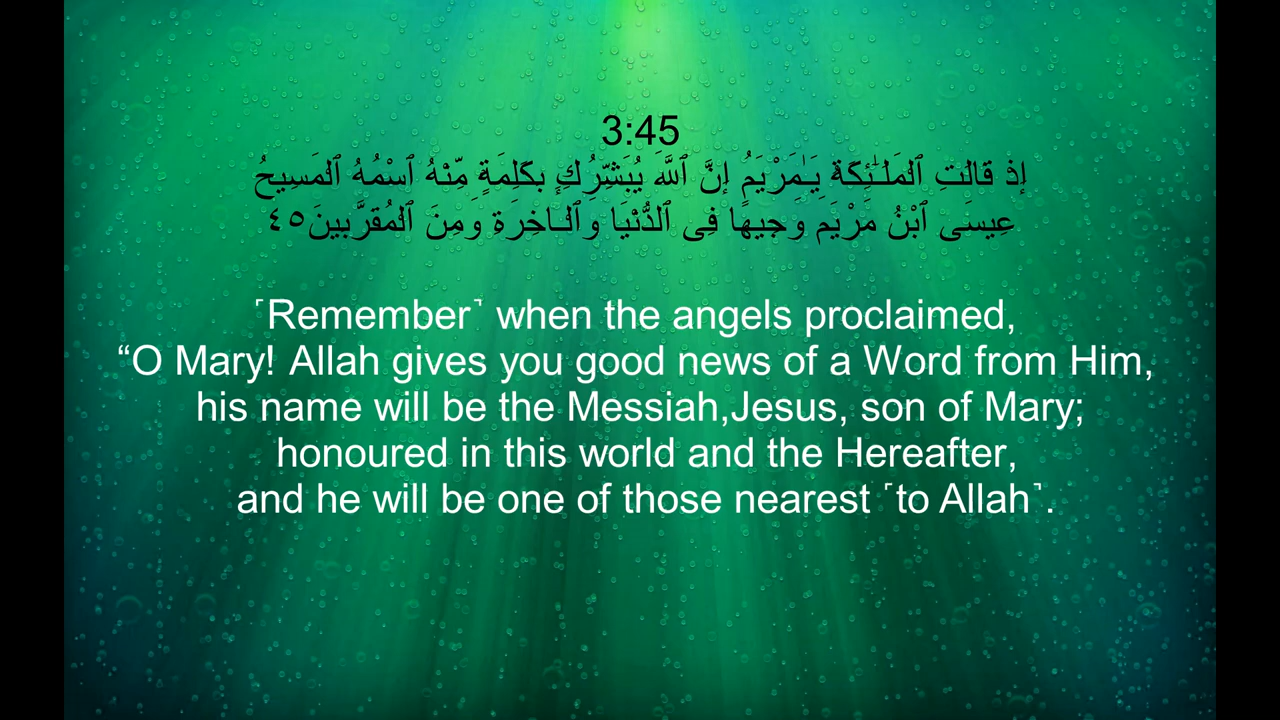 3:45
إِذْ قَالَتِ ٱلْمَلَـٰٓئِكَةُ يَـٰمَرْيَمُ إِنَّ ٱللَّهَ يُبَشِّرُكِ بِكَلِمَةٍ مِّنْهُ ٱسْمُهُ ٱلْمَسِيحُ
عِيسَى ٱبْنُ مَرْيَمَ وَجِيهًا فِى ٱلدُّنْيَا وَٱلْـَٔاخِرَةِ وَمِنَ ٱلْمُقَرَّبِينَ ٤٥
˹Remember˺ when the angels proclaimed,
“O Mary! Allah gives you good news of a Word from Him,
his name will be the Messiah,Jesus, son of Mary;
honoured in this world and the Hereafter,
and he will be one of those nearest ˹to Allah˺.